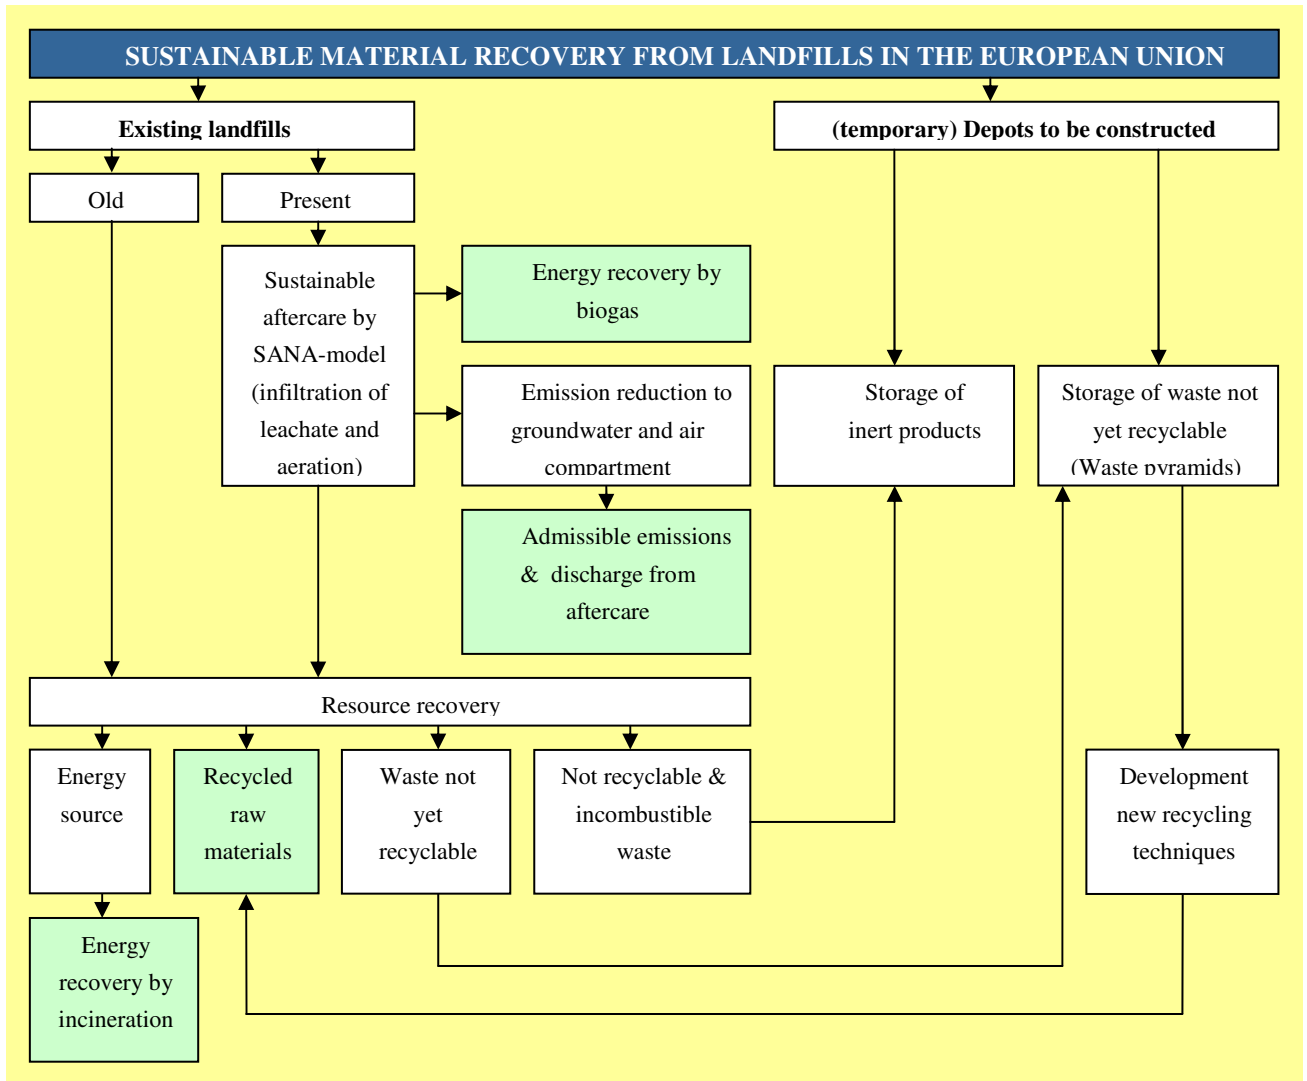 SUSTAINABLE MATERIAL RECOVERY FROM LANDFILLS IN THE EUROPEAN UNION
Existing landfills
(temporary) Depots to be constructed
Old
Present
Sustainable
aftercare by
SANA-model
(infiltration of
leachate and
aeration)
Energy recovery by
biogas
Emission reduction to
groundwater and air
compartment
Admissible emissions
& discharge from
aftercare
Storage of
inert products
Storage of waste not
yet recyclable
(Waste pyramids)
Resource recovery
Energy
source
Recycled
raw
materials
Waste not
yet
recyclable
Not recyclable &
incombustible
waste
Development
new recycling
techniques
Energy
recovery by
incineration